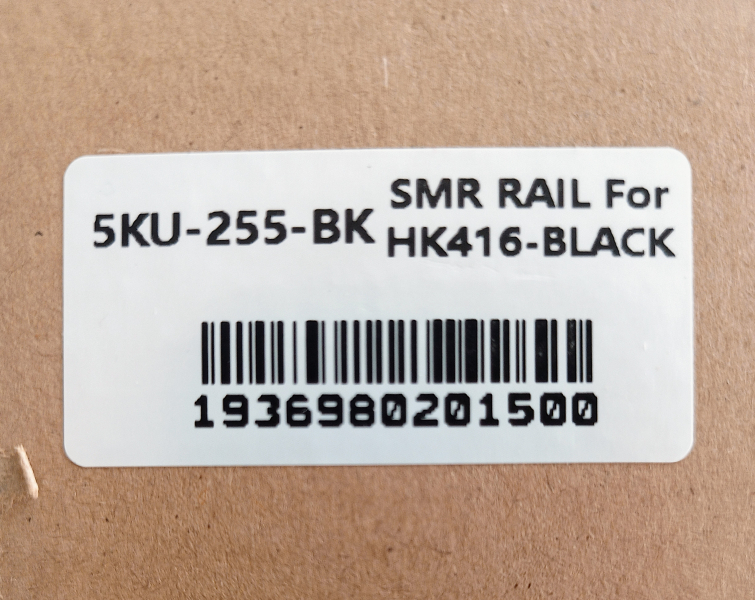 5KU-255-BK
SMR RAIL For
HK416-BLACK
1936980201500